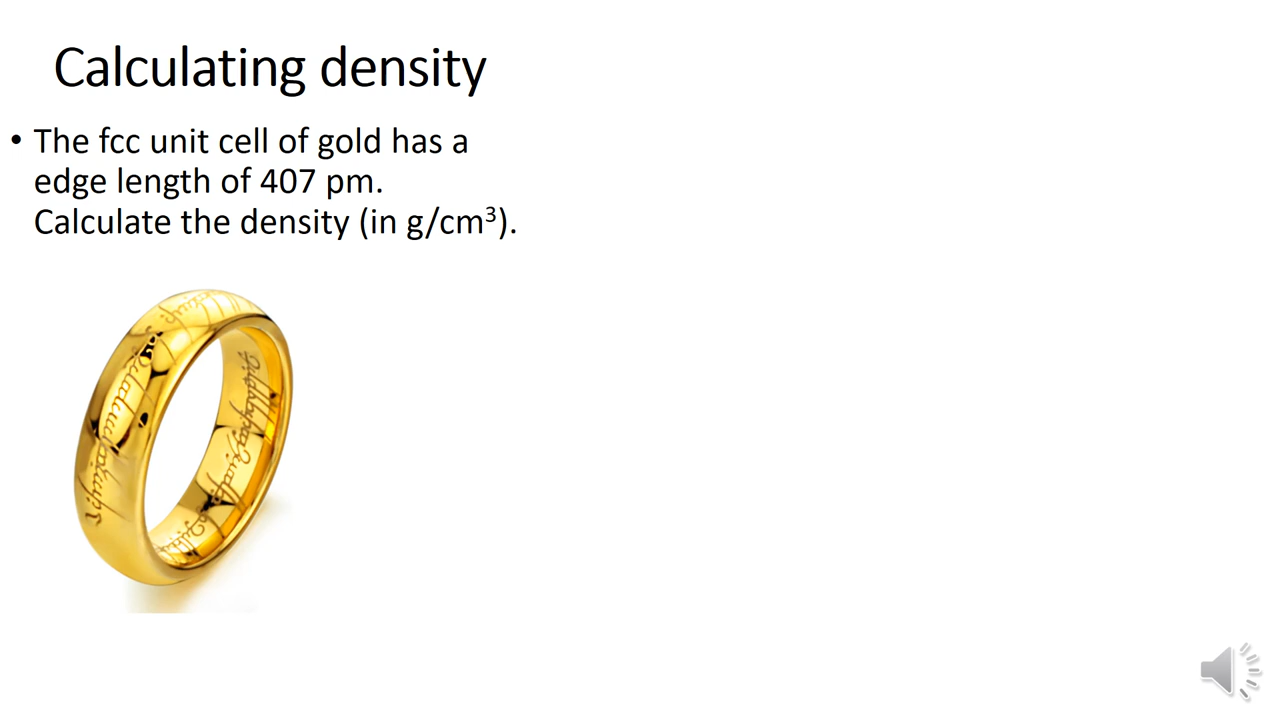 Calculating density
• The fcc unit cell of gold has a
edge length of 407 pm.
Calculate the density (in g/cm³).